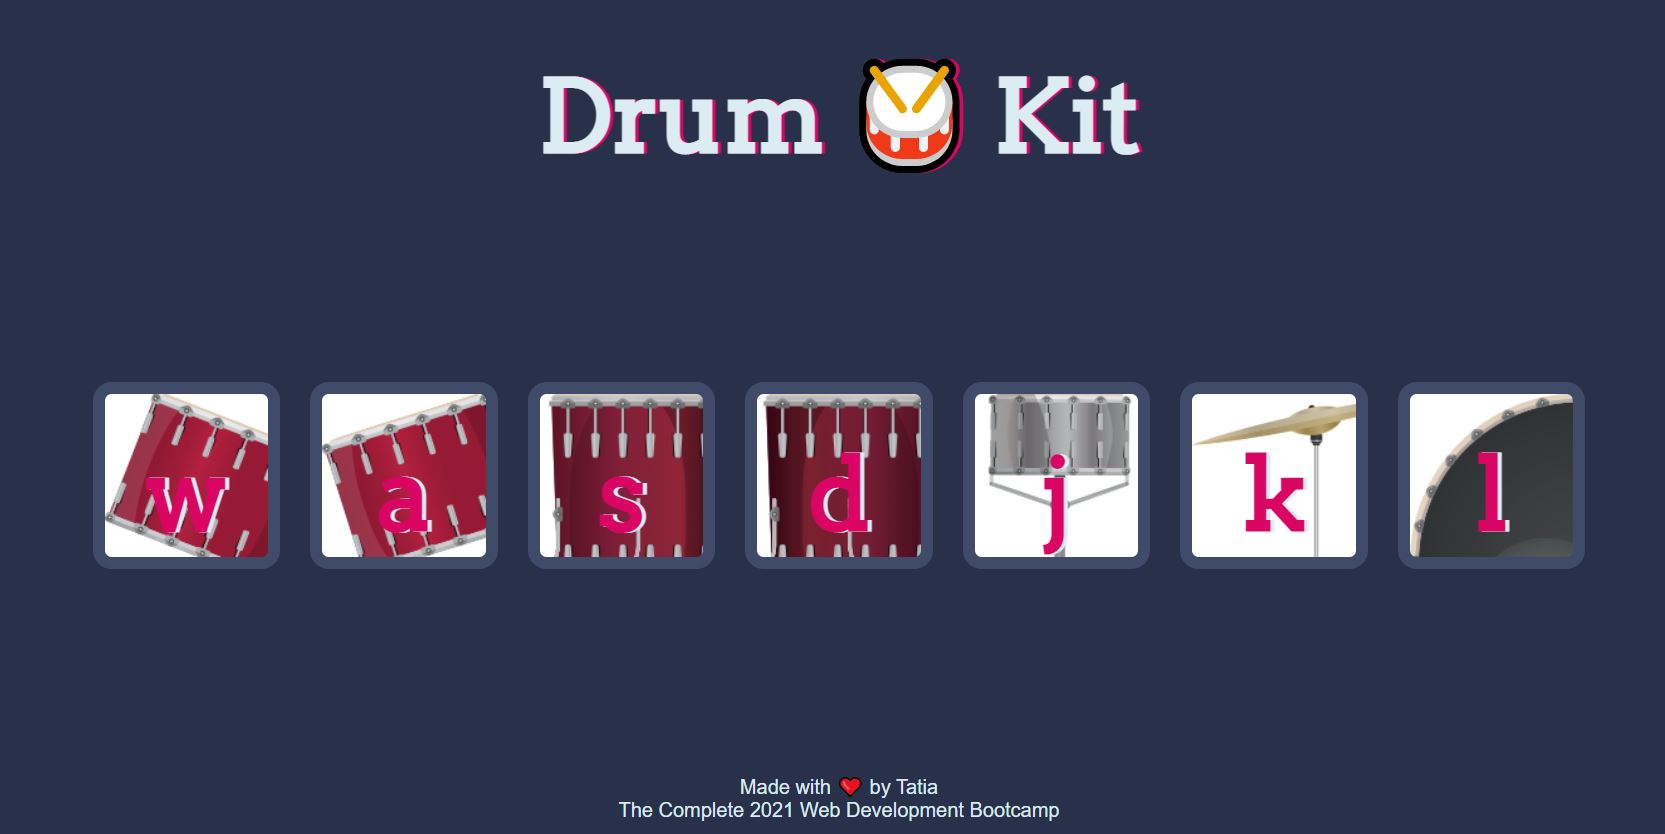 Drum 🥁 Kit
w a s d j k l
Made with ❤️ by Tatia
The Complete 2021 Web Development Bootcamp